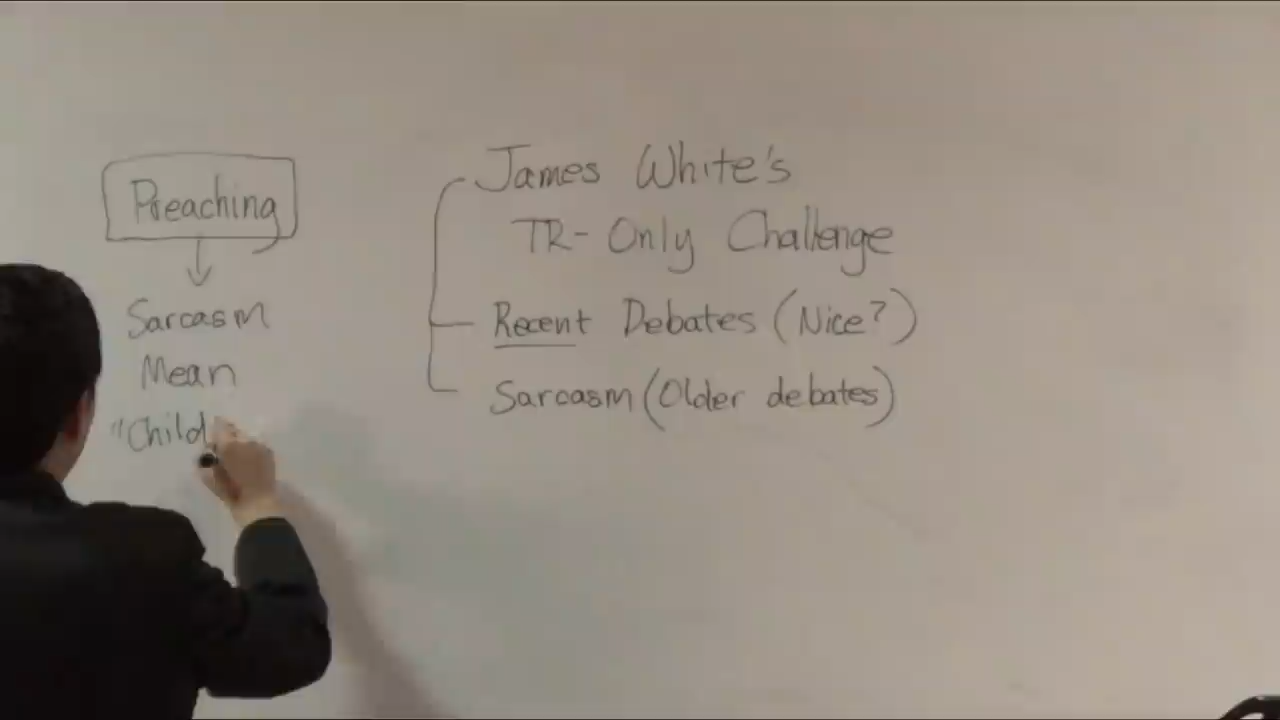 Preaching
Sarcasm
Mean
"Child
James White's
TR-Only Challenge
Recent Debates (Nice?)
Sarcasm (Older debates)